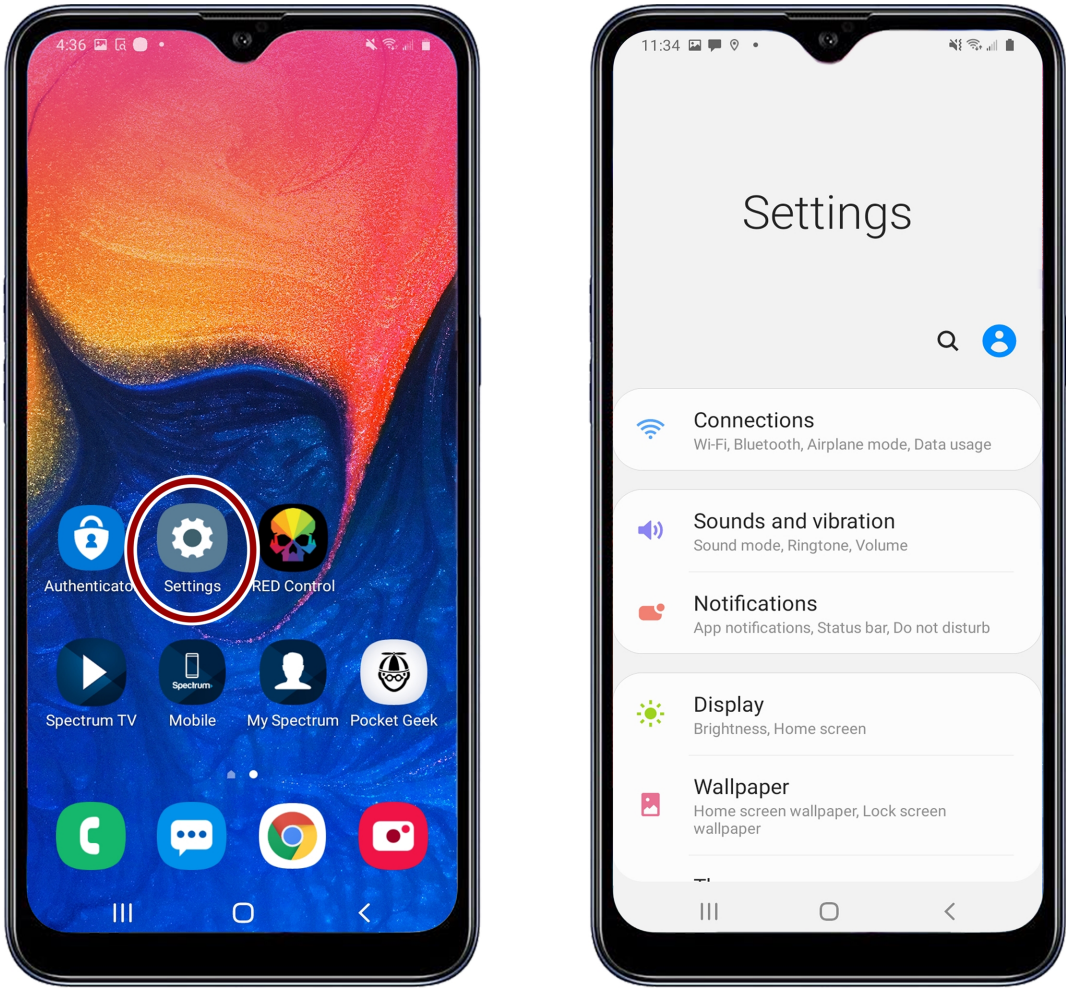 4:36
Authenticato
Settings
RED Control
Spectrum
Spectrum TV
Mobile
My Spectrum
Pocket Geek
11:34
Settings
Connections
Wi-Fi, Bluetooth, Airplane mode, Data usage
Sounds and vibration
Sound mode, Ringtone, Volume
Notifications
App notifications, Status bar, Do not disturb
Display
Brightness, Home screen
Wallpaper
Home screen wallpaper, Lock screen
wallpaper